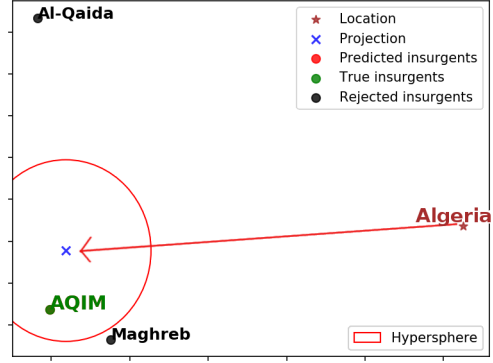 Al-Qaida
Location
Projection
Predicted insurgents
True insurgents
Rejected insurgents
Algeria
AQIM
Maghreb
Hypersphere